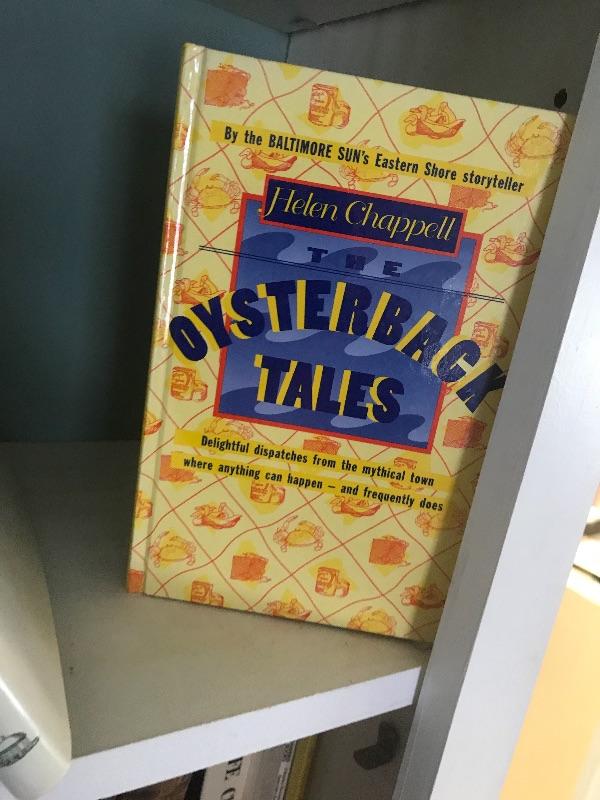 By the BALTIMORE SUN's Eastern Shore storyteller
Helen Chappell
THE
OYSTERBACK
TALES
Delightful dispatches from the mythical town
where anything can happen – and frequently does